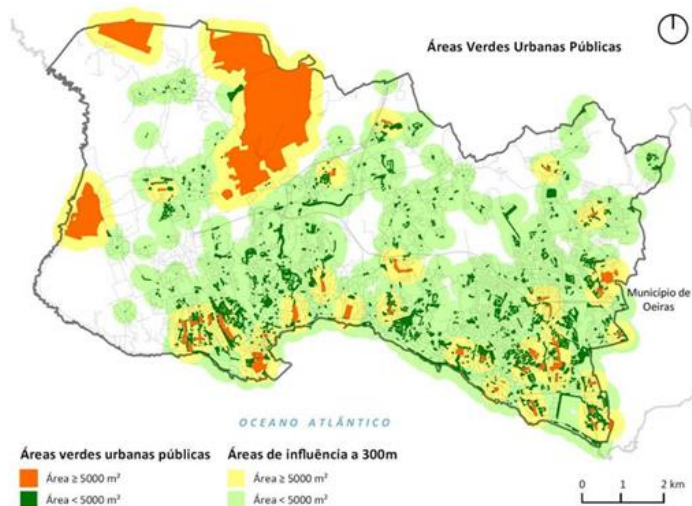 Áreas Verdes Urbanas Públicas
Município de
Oeiras
OCEANO ATLÂNTICO
Áreas verdes urbanas públicas
Área ≥ 5000 m²
Área < 5000 m²
Áreas de influência a 300m
Área ≥ 5000 m²
Área < 5000 m²
0 1 2 km